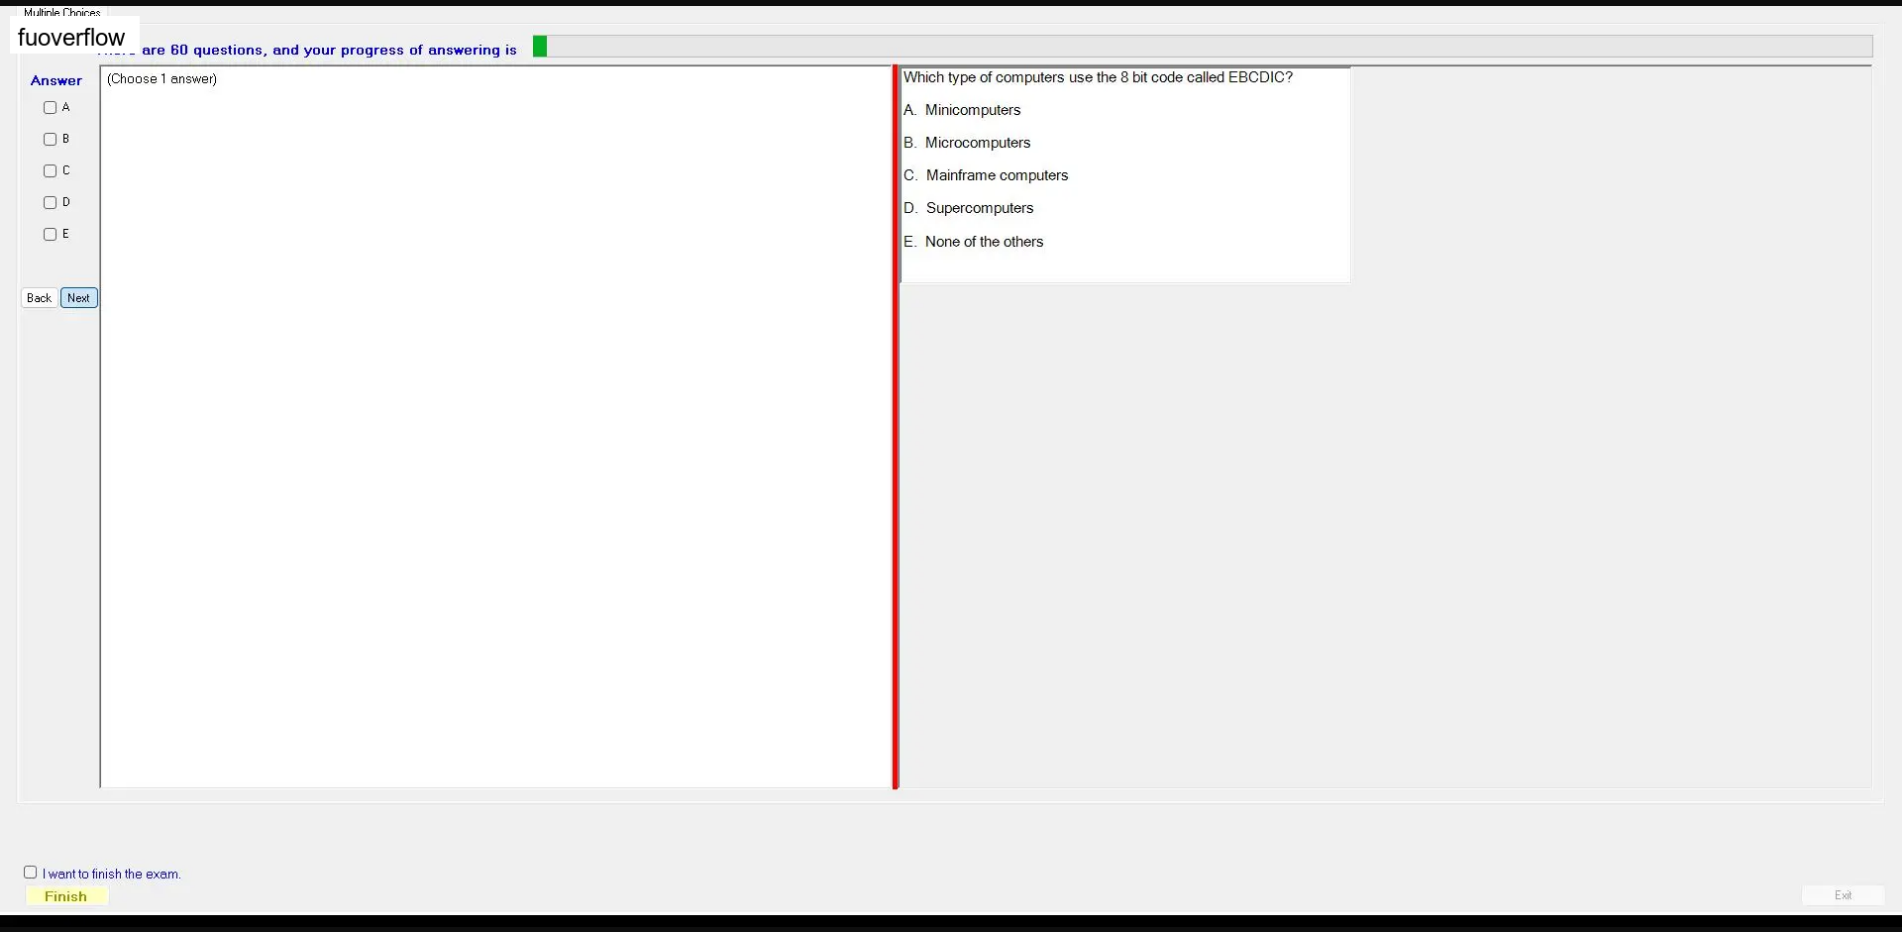 Multiple Choices
fuoverflow
are 60 questions, and your progress of answering is
Answer
(Choose 1 answer)
A
B
C
D
E
Back Next
Which type of computers use the 8 bit code called EBCDIC?
A. Minicomputers
B. Microcomputers
C. Mainframe computers
D. Supercomputers
E. None of the others
I want to finish the exam.
Finish
Exit